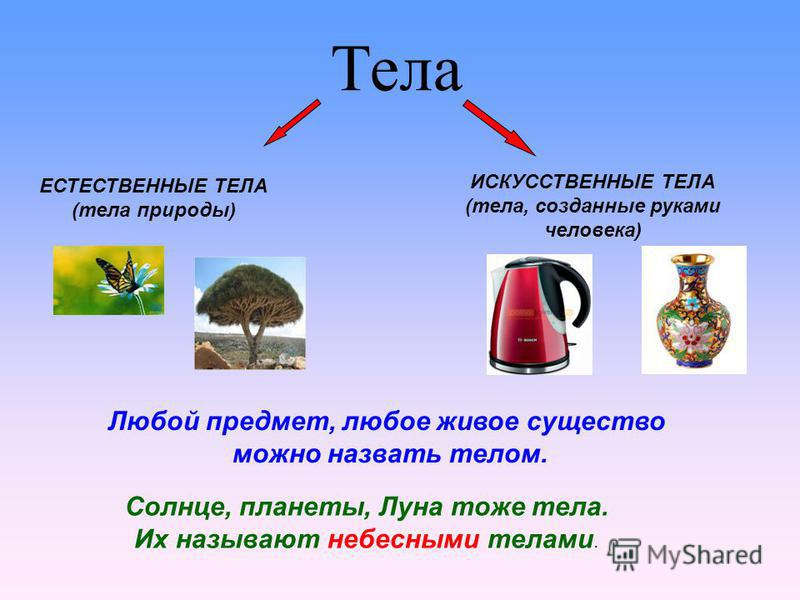 Тела
ЕСТЕСТВЕННЫЕ ТЕЛА
(тела природы)
ИСКУССТВЕННЫЕ ТЕЛА
(тела, созданные руками
человека)
BOSCH
Любой предмет, любое живое существо
можно назвать телом.
Солнце, планеты, Луна тоже тела.
Их называют небесными телами.
MyShared